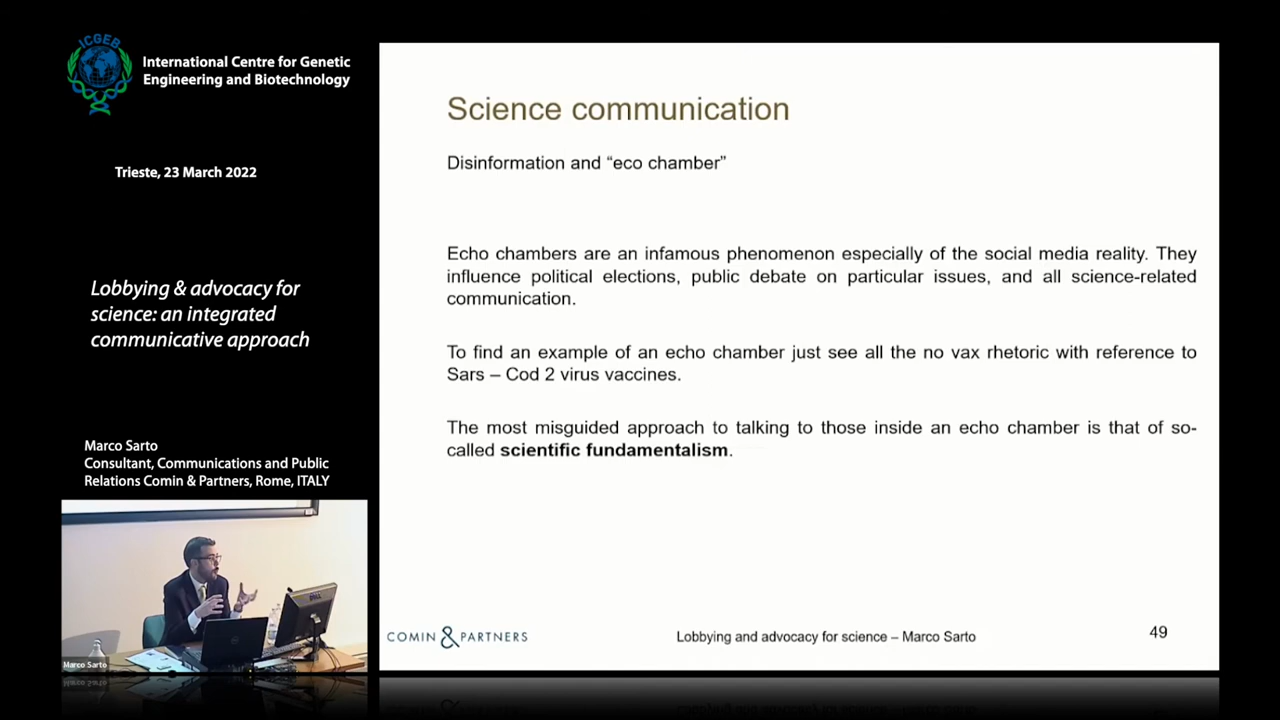 ICGEB
International Centre for Genetic
Engineering and Biotechnology
Trieste, 23 March 2022
Lobbying & advocacy for
science: an integrated
communicative approach
Marco Sarto
Consultant, Communications and Public
Relations Comin & Partners, Rome, ITALY
Marco Sarto
Science communication
Disinformation and “eco chamber”
Echo chambers are an infamous phenomenon especially of the social media reality. They
influence political elections, public debate on particular issues, and all science-related
communication.
To find an example of an echo chamber just see all the no vax rhetoric with reference to
Sars – Cod 2 virus vaccines.
The most misguided approach to talking to those inside an echo chamber is that of so-
called scientific fundamentalism.
COMIN & PARTNERS
Lobbying and advocacy for science – Marco Sarto
49